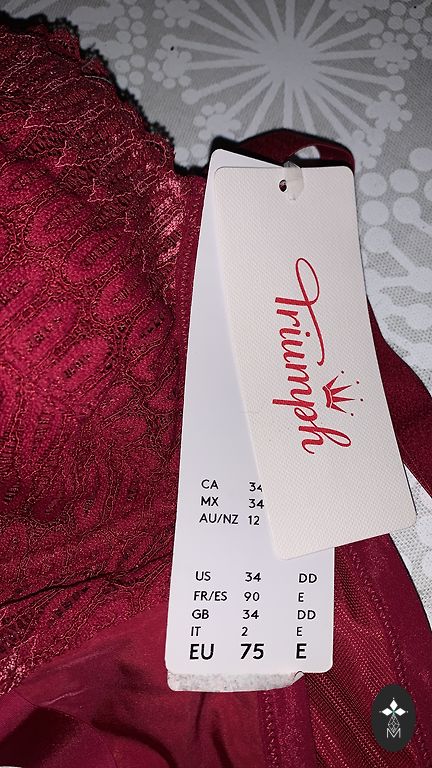 Triumph
CA 34
MX 34
AU/NZ 12
US 34 DD
FR/ES 90 E
GB 34 DD
IT 2 E
EU 75 E
M